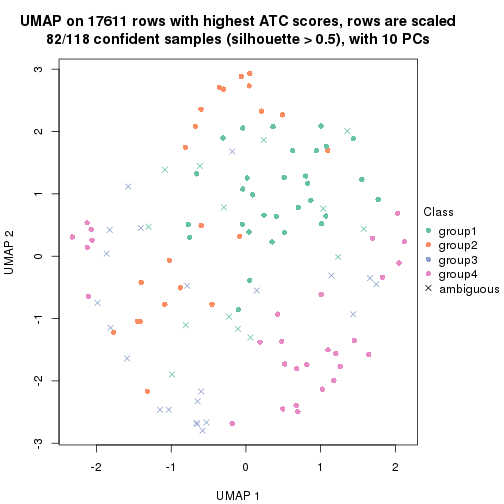 UMAP on 17611 rows with highest ATC scores, rows are scaled
82/118 confident samples (silhouette > 0.5), with 10 PCs
3
2
1
0
-1
-2
-3
UMAP 2
-2
-1
0
1
2
UMAP 1
Class
group1
group2
group3
group4
ambiguous